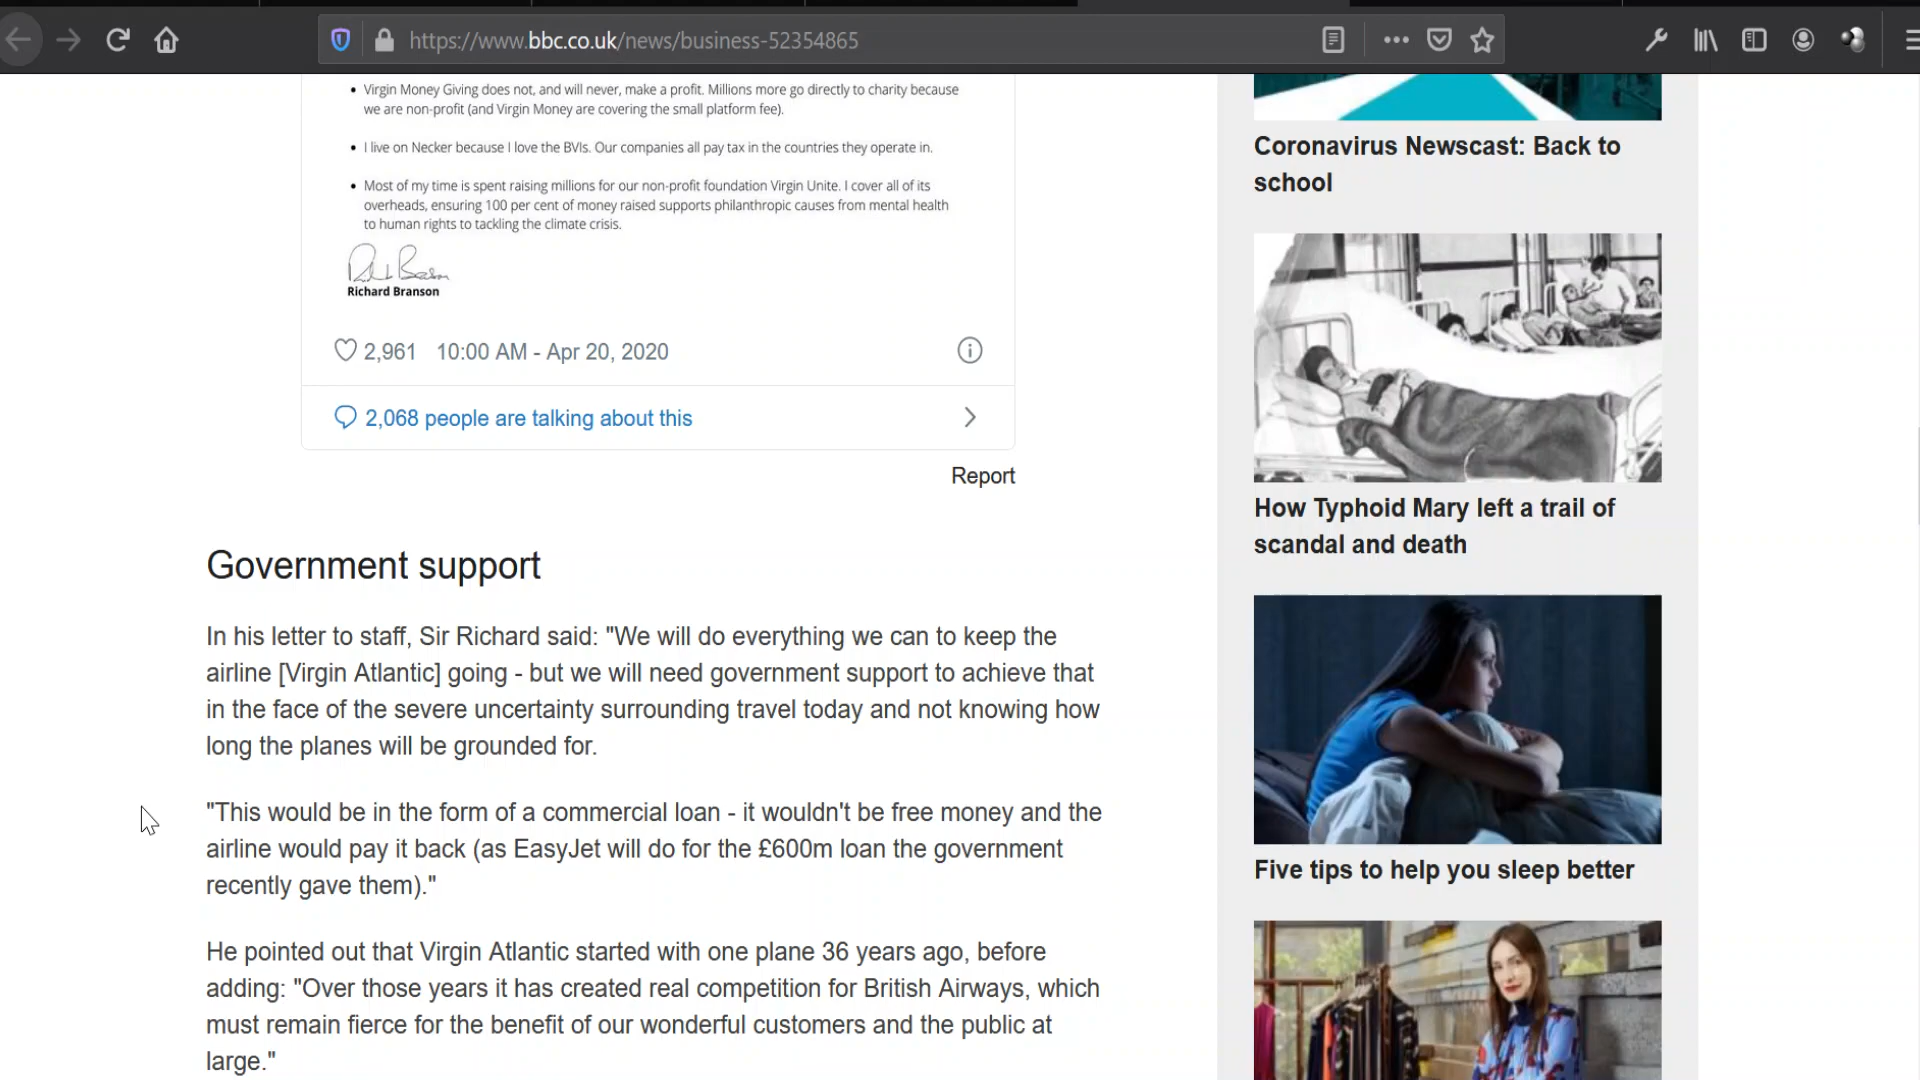 https://www.bbc.co.uk/news/business-52354865
• Virgin Money Giving does not, and will never, make a profit. Millions more go directly to charity because
we are non-profit (and Virgin Money are covering the small platform fee).
• I live on Necker because I love the BVIs. Our companies all pay tax in the countries they operate in.
• Most of my time is spent raising millions for our non-profit foundation Virgin Unite. I cover all of its
overheads, ensuring 100 per cent of money raised supports philanthropic causes from mental health
to human rights to tackling the climate crisis.
Richard Branson
2,961 10:00 AM - Apr 20, 2020
2,068 people are talking about this
Report
Government support
In his letter to staff, Sir Richard said: "We will do everything we can to keep the
airline [Virgin Atlantic] going - but we will need government support to achieve that
in the face of the severe uncertainty surrounding travel today and not knowing how
long the planes will be grounded for.
"This would be in the form of a commercial loan - it wouldn't be free money and the
airline would pay it back (as EasyJet will do for the £600m loan the government
recently gave them)."
He pointed out that Virgin Atlantic started with one plane 36 years ago, before
adding: "Over those years it has created real competition for British Airways, which
must remain fierce for the benefit of our wonderful customers and the public at
large."
Coronavirus Newscast: Back to
school
How Typhoid Mary left a trail of
scandal and death
Five tips to help you sleep better